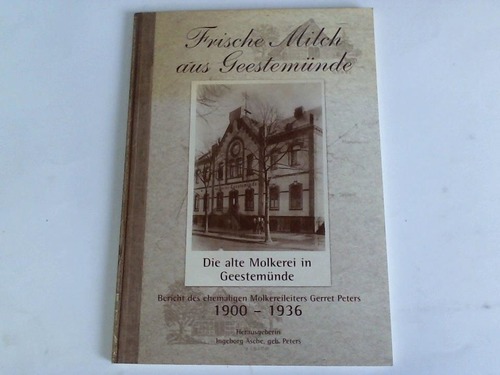 Frische Milch
aus Geestemünde
Die alte Molkerei in
Geestemünde
Bericht des ehemaligen Molkereileiters Gerret Peters
1900 – 1936
Herausgeberin
Ingeburg Asche, geb. Peters